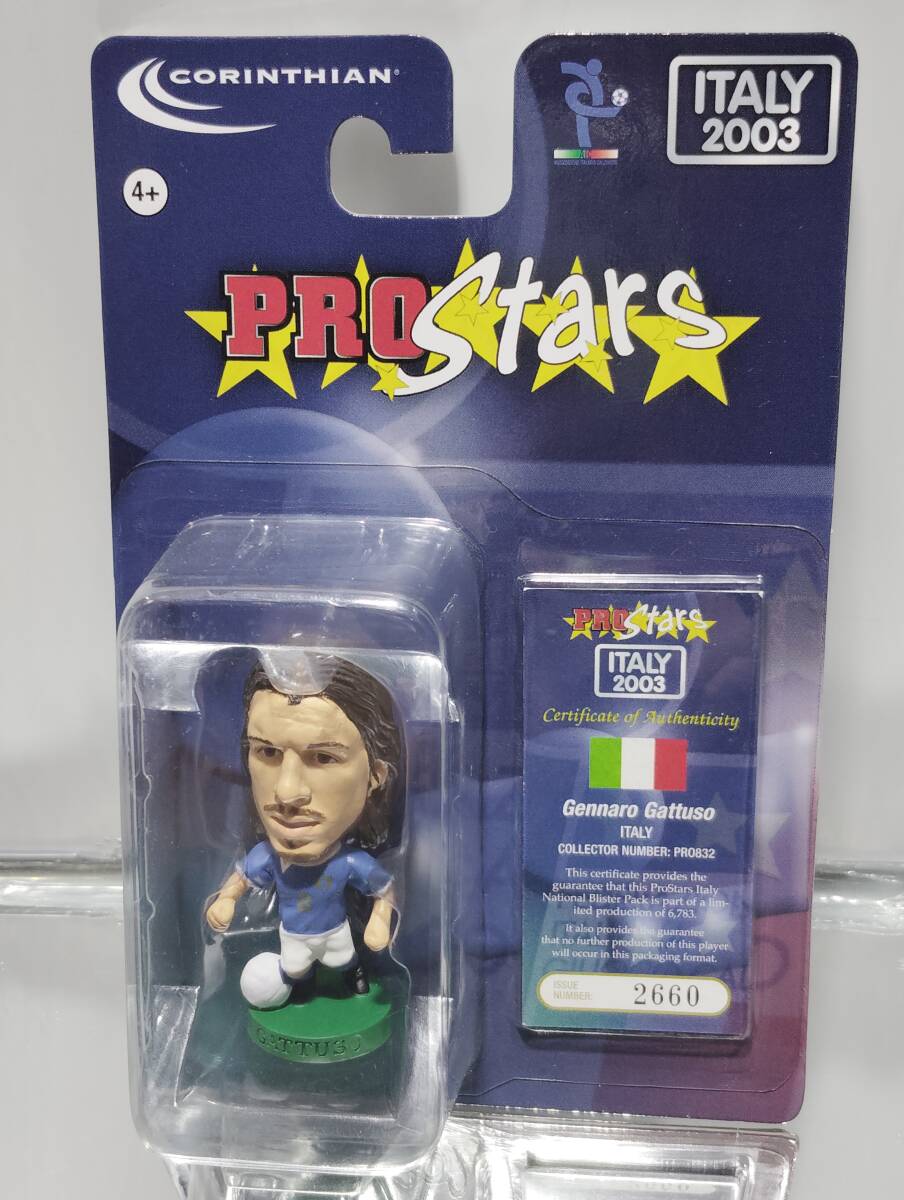 CORINTHIAN®
ITALY
2003
4+
PROStars
PROStars
ITALY
2003
Certificate of Authenticity
Gennaro Gattuso
ITALY
COLLECTOR NUMBER: PRO832
This certificate provides the
guarantee that this ProStars Italy
National Blister Pack is part of a lim-
ited production of 6,783.
It also provides the guarantee
that no further production of this player
will occur in this packaging format.
ISSUE
NUMBER: 2660
GATTUSO